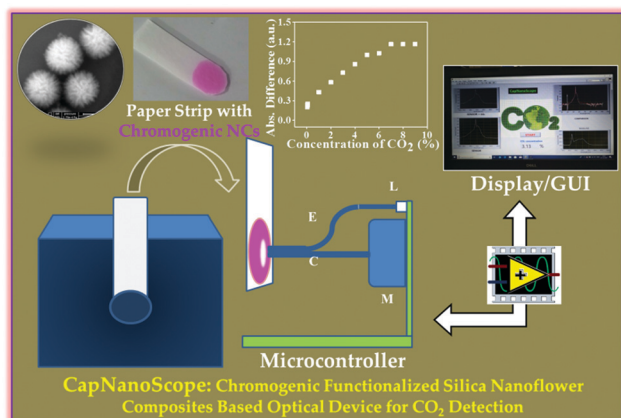 Paper Strip with
Chromogenic NCs
Abs. Difference (a.u.)
1.5
1.2
0.9
0.6
0.3
0.0
0 2 4 6 8 10
Concentration of CO2 (%)
CapNanoScope
CO2
Display/GUI
L
E
C
M
Microcontroller
CapNanoScope: Chromogenic Functionalized Silica Nanoflower
Composites Based Optical Device for CO2 Detection